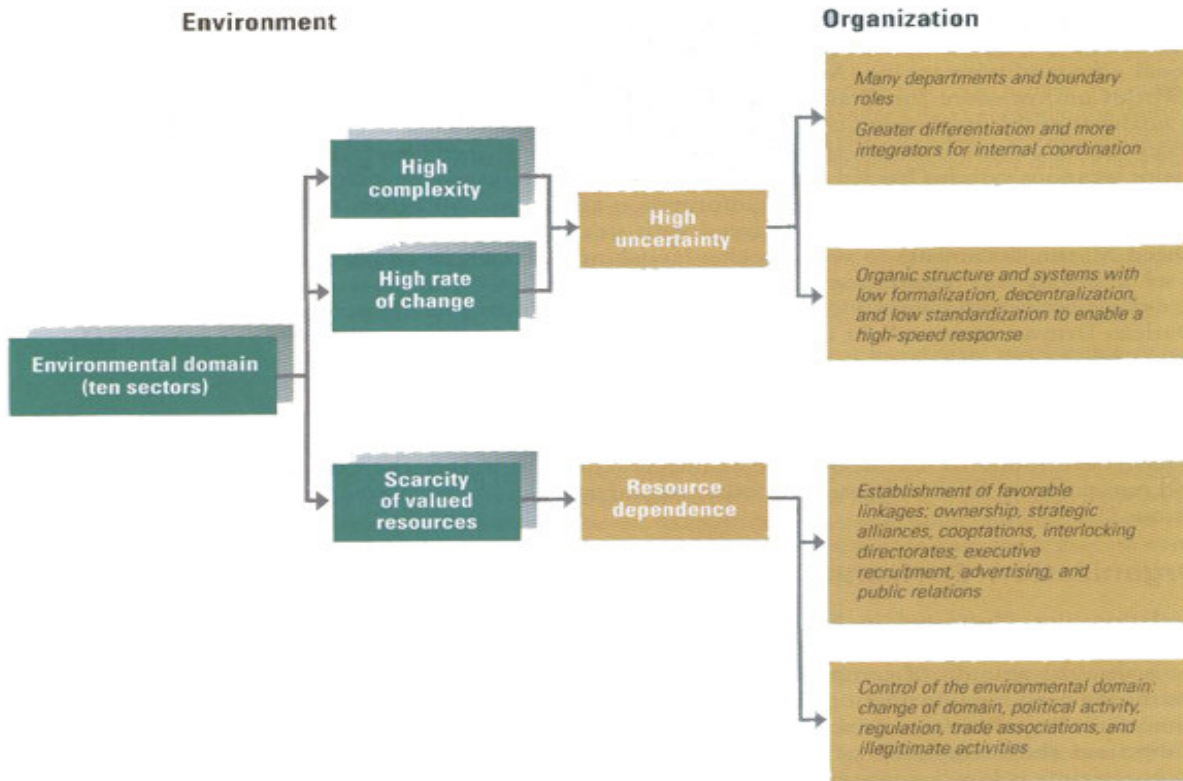 Environment
Organization
Many departments and boundary
roles
Greater differentiation and more
integrators for internal coordination
High
complexity
High
uncertainty
High rate
of change
Organic structure and systems with
low formalization, decentralization,
and low standardization to enable a
high-speed response
Environmental domain
(ten sectors)
Scarcity
of valued
resources
Resource
dependence
Establishment of favorable
linkages: ownership, strategic
alliances, cooptations, interlocking
directorates, executive
recruitment, advertising, and
public relations
Control of the environmental domain:
change of domain, political activity,
regulation, trade associations, and
illegitimate activities